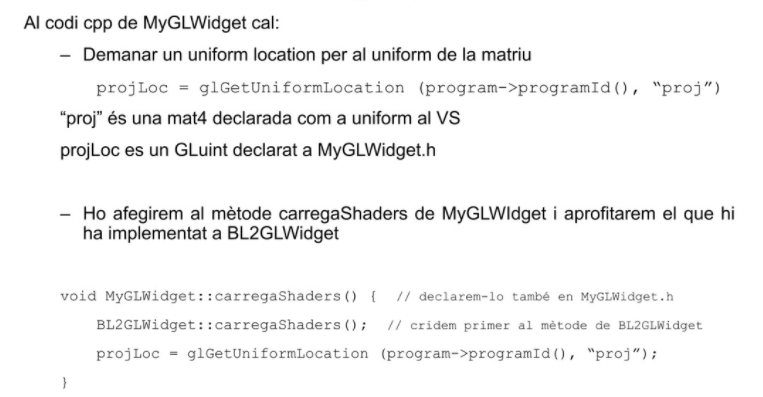 Al codi cpp de MyGLWidget cal:
– Demanar un uniform location per al uniform de la matriu
projLoc = glGetUniformLocation (program->programId(), “proj”)
“proj” és una mat4 declarada com a uniform al VS
projLoc es un GLuint declarat a MyGLWidget.h
– Ho afegirem al mètode carregaShaders de MyGLWIdget i aprofitarem el que hi
ha implementat a BL2GLWidget
void MyGLWidget::carregaShaders() { // declarem-lo també en MyGLWidget.h
BL2GLWidget::carregaShaders(); // cridem primer al mètode de BL2GLWidget
projLoc = glGetUniformLocation (program->programId(), “proj”);
}